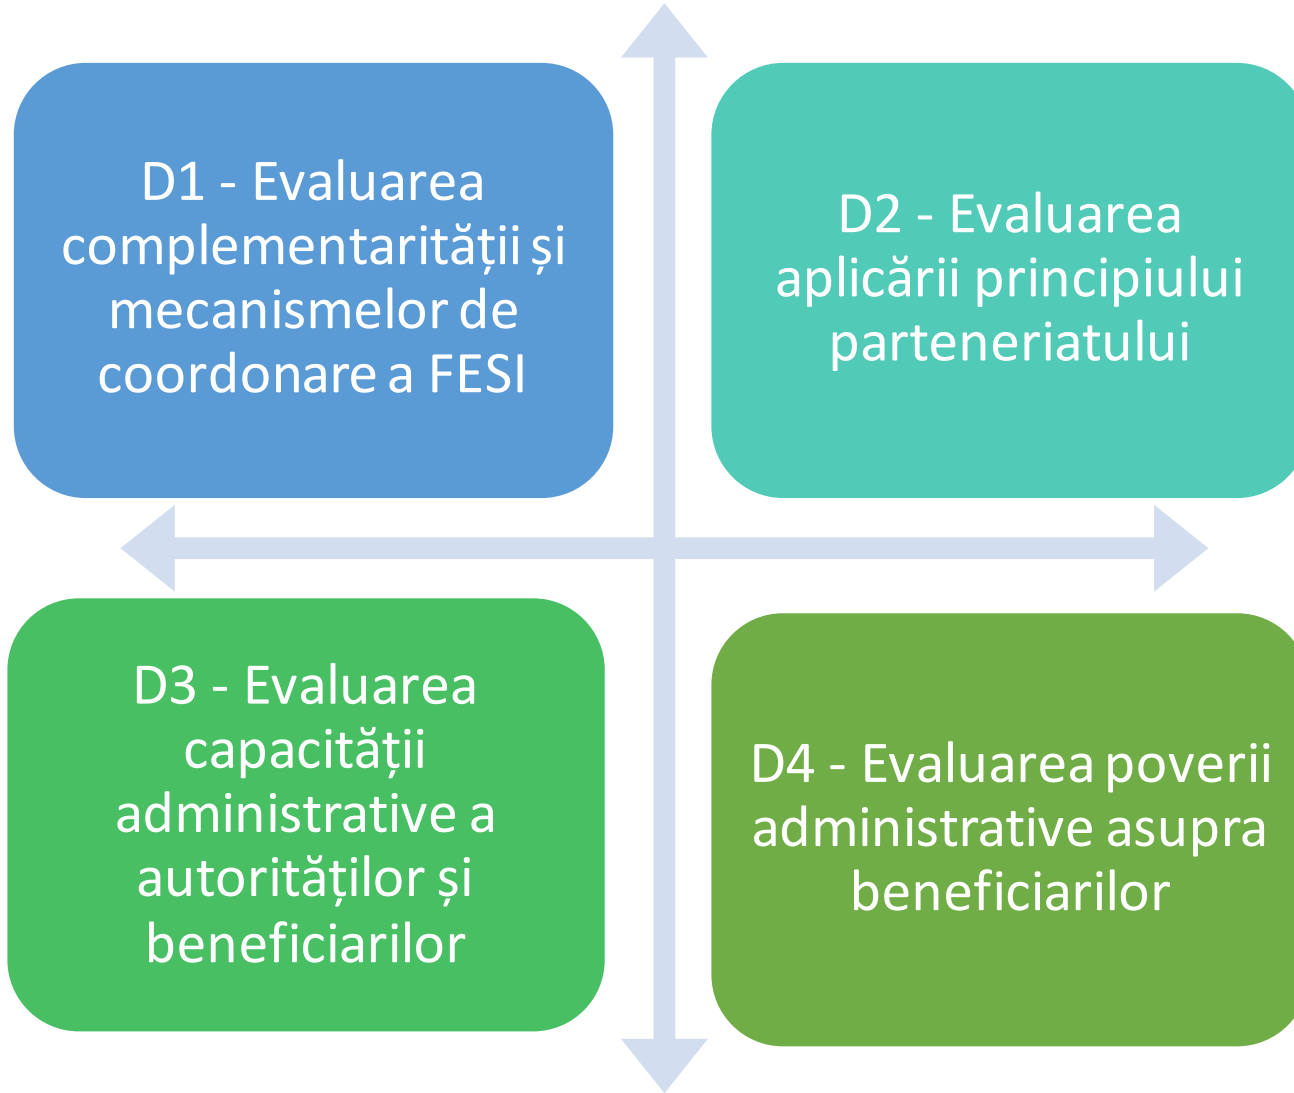 D1 - Evaluarea
complementarității și
mecanismelor de
coordonare a FESI
D2 - Evaluarea
aplicării principiului
parteneriatului
D3 - Evaluarea
capacității
administrative a
autorităților și
beneficiarilor
D4 - Evaluarea poverii
administrative asupra
beneficiarilor